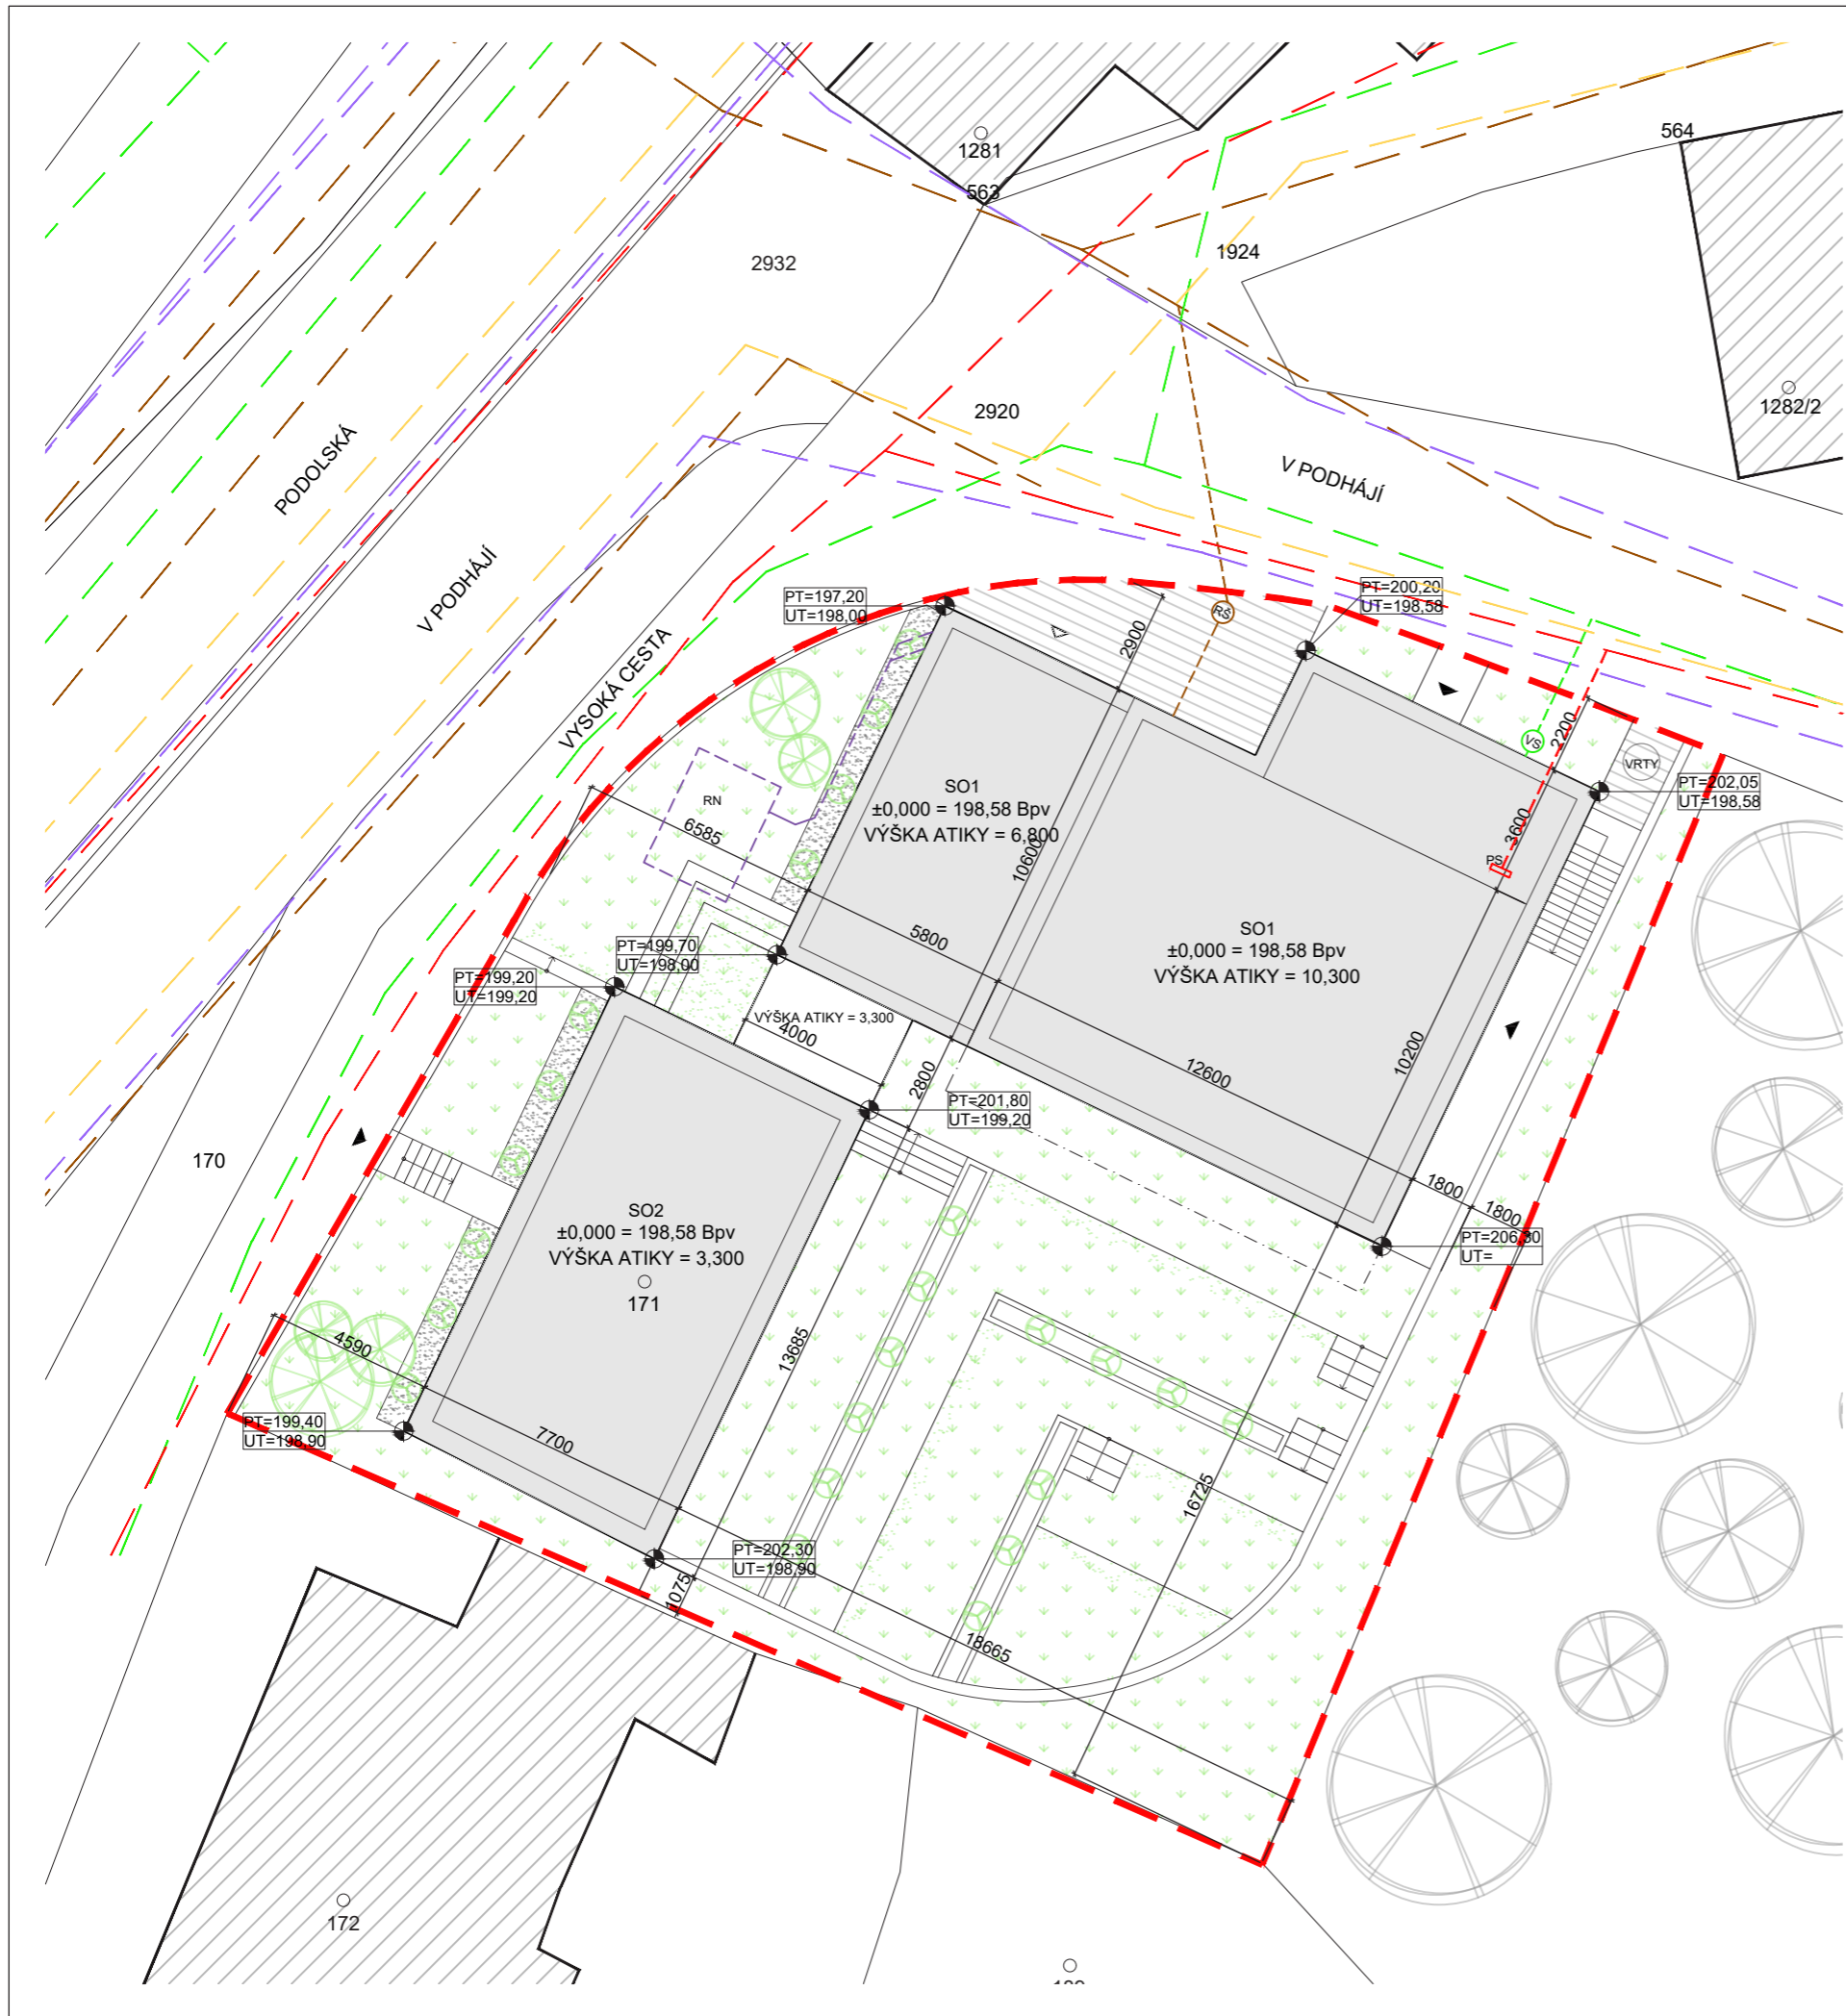 1281
563
564
2932
1924
1282/2
2920
PODOLSKÁ
V PODHÁJÍ
V PODHÁJÍ
VYSOKÁ CESTA
PT=197,20
UT=198,00
PT=200,20
UT=198,58
RŠ
2900
VŠ
2200
VRTY
PT=202,05
UT=198,58
RN
6585
SO1
±0,000 = 198,58 Bpv
VÝŠKA ATIKY = 6,800
10600
3600
PS
5800
SO1
±0,000 = 198,58 Bpv
VÝŠKA ATIKY = 10,300
PT=199,70
UT=198,00
PT=199,20
UT=199,20
VÝŠKA ATIKY = 3,300
4000
2800
12600
10200
PT=201,80
UT=199,20
170
1800
1800
PT=206,30
UT=
SO2
±0,000 = 198,58 Bpv
VÝŠKA ATIKY = 3,300
171
4590
13685
PT=199,40
UT=198,90
7700
16725
PT=202,30
UT=198,90
1075
18665
172